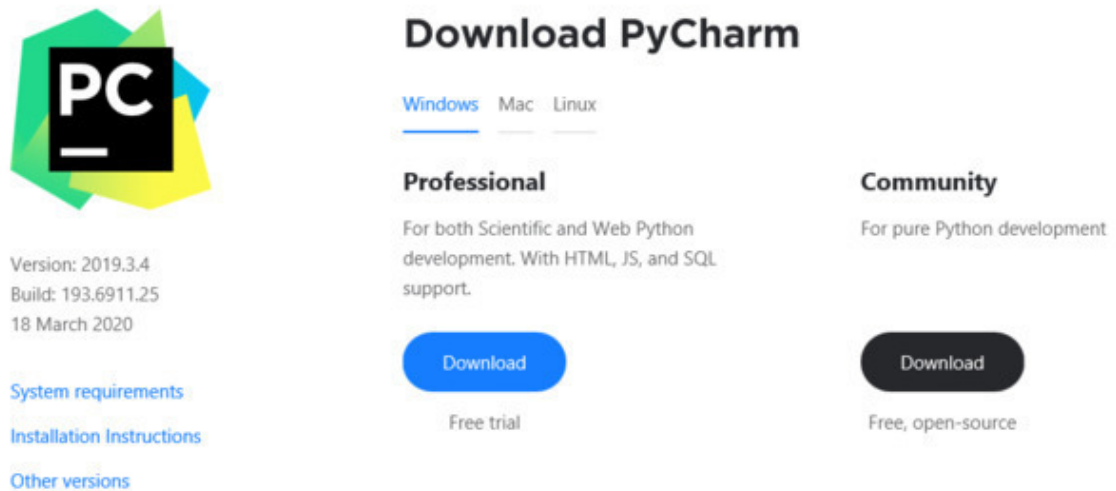 PC
Version: 2019.3.4
Build: 193.6911.25
18 March 2020
System requirements
Installation Instructions
Other versions
Download PyCharm
Windows Mac Linux
Professional
For both Scientific and Web Python
development. With HTML, JS, and SQL
support.
Download
Free trial
Community
For pure Python development
Download
Free, open-source